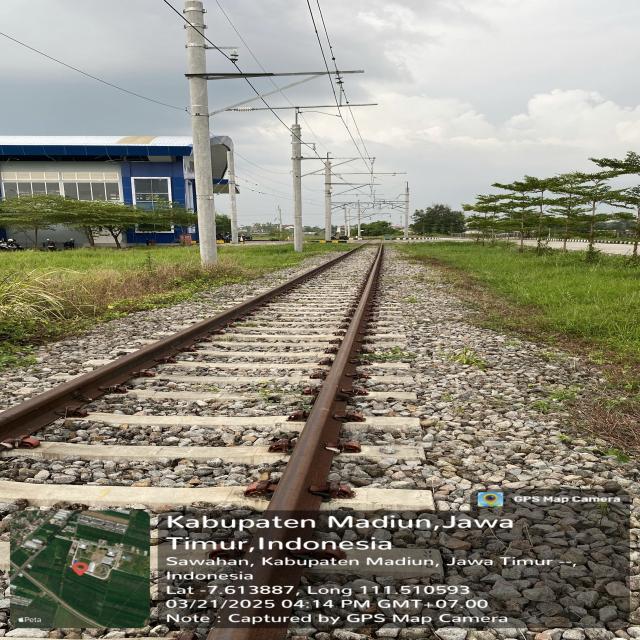 GPS Map Camera
Kabupaten Madiun,Jawa
Timur,Indonesia
Sawahan, Kabupaten Madiun, Jawa Timur --,
Indonesia
Lat -7.613887, Long 111.510593
03/21/2025 04:14 PM GMT+07.00
Note : Captured by GPS Map Camera
Peta